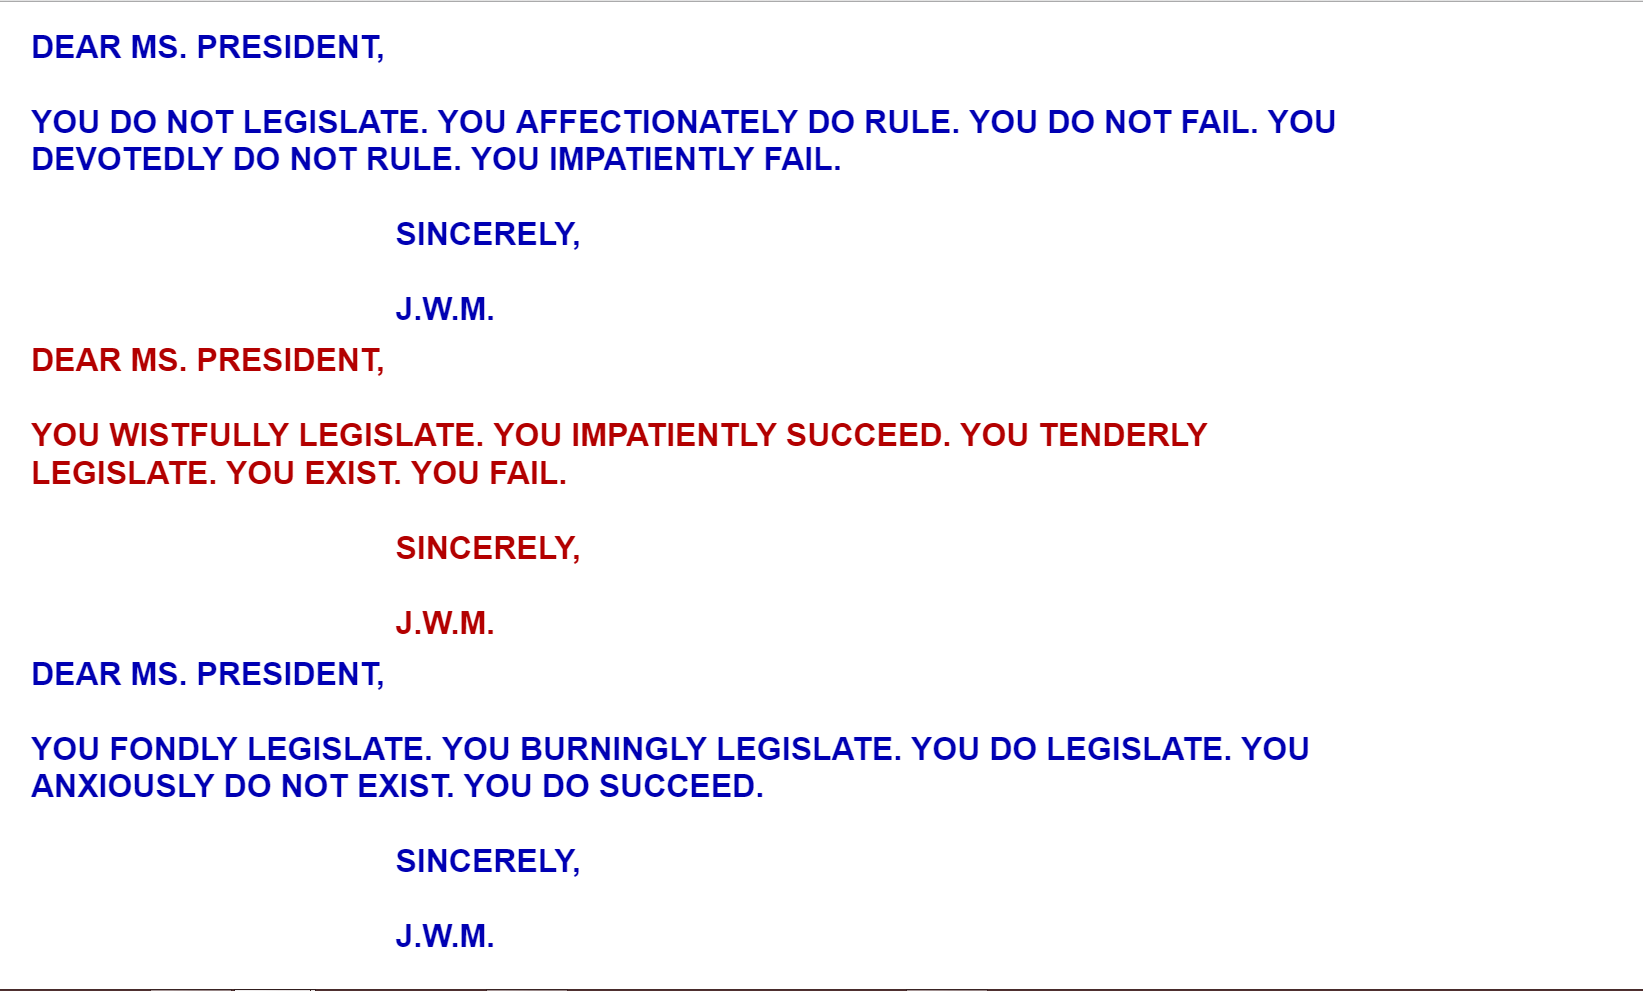 DEAR MS. PRESIDENT,
YOU DO NOT LEGISLATE. YOU AFFECTIONATELY DO RULE. YOU DO NOT FAIL. YOU
DEVOTEDLY DO NOT RULE. YOU IMPATIENTLY FAIL.
SINCERELY,
J.W.M.
DEAR MS. PRESIDENT,
YOU WISTFULLY LEGISLATE. YOU IMPATIENTLY SUCCEED. YOU TENDERLY
LEGISLATE. YOU EXIST. YOU FAIL.
SINCERELY,
J.W.M.
DEAR MS. PRESIDENT,
YOU FONDLY LEGISLATE. YOU BURNINGLY LEGISLATE. YOU DO LEGISLATE. YOU
ANXIOUSLY DO NOT EXIST. YOU DO SUCCEED.
SINCERELY,
J.W.M.